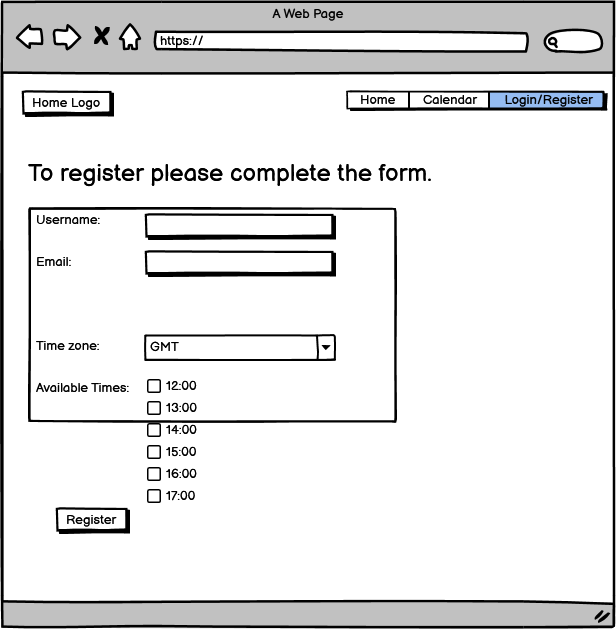 A Web Page
https://
Home Logo
Home Calendar Login/Register
To register please complete the form.
Username:
Email:
Time zone: GMT
Available Times: 12:00
13:00
14:00
15:00
16:00
17:00
Register